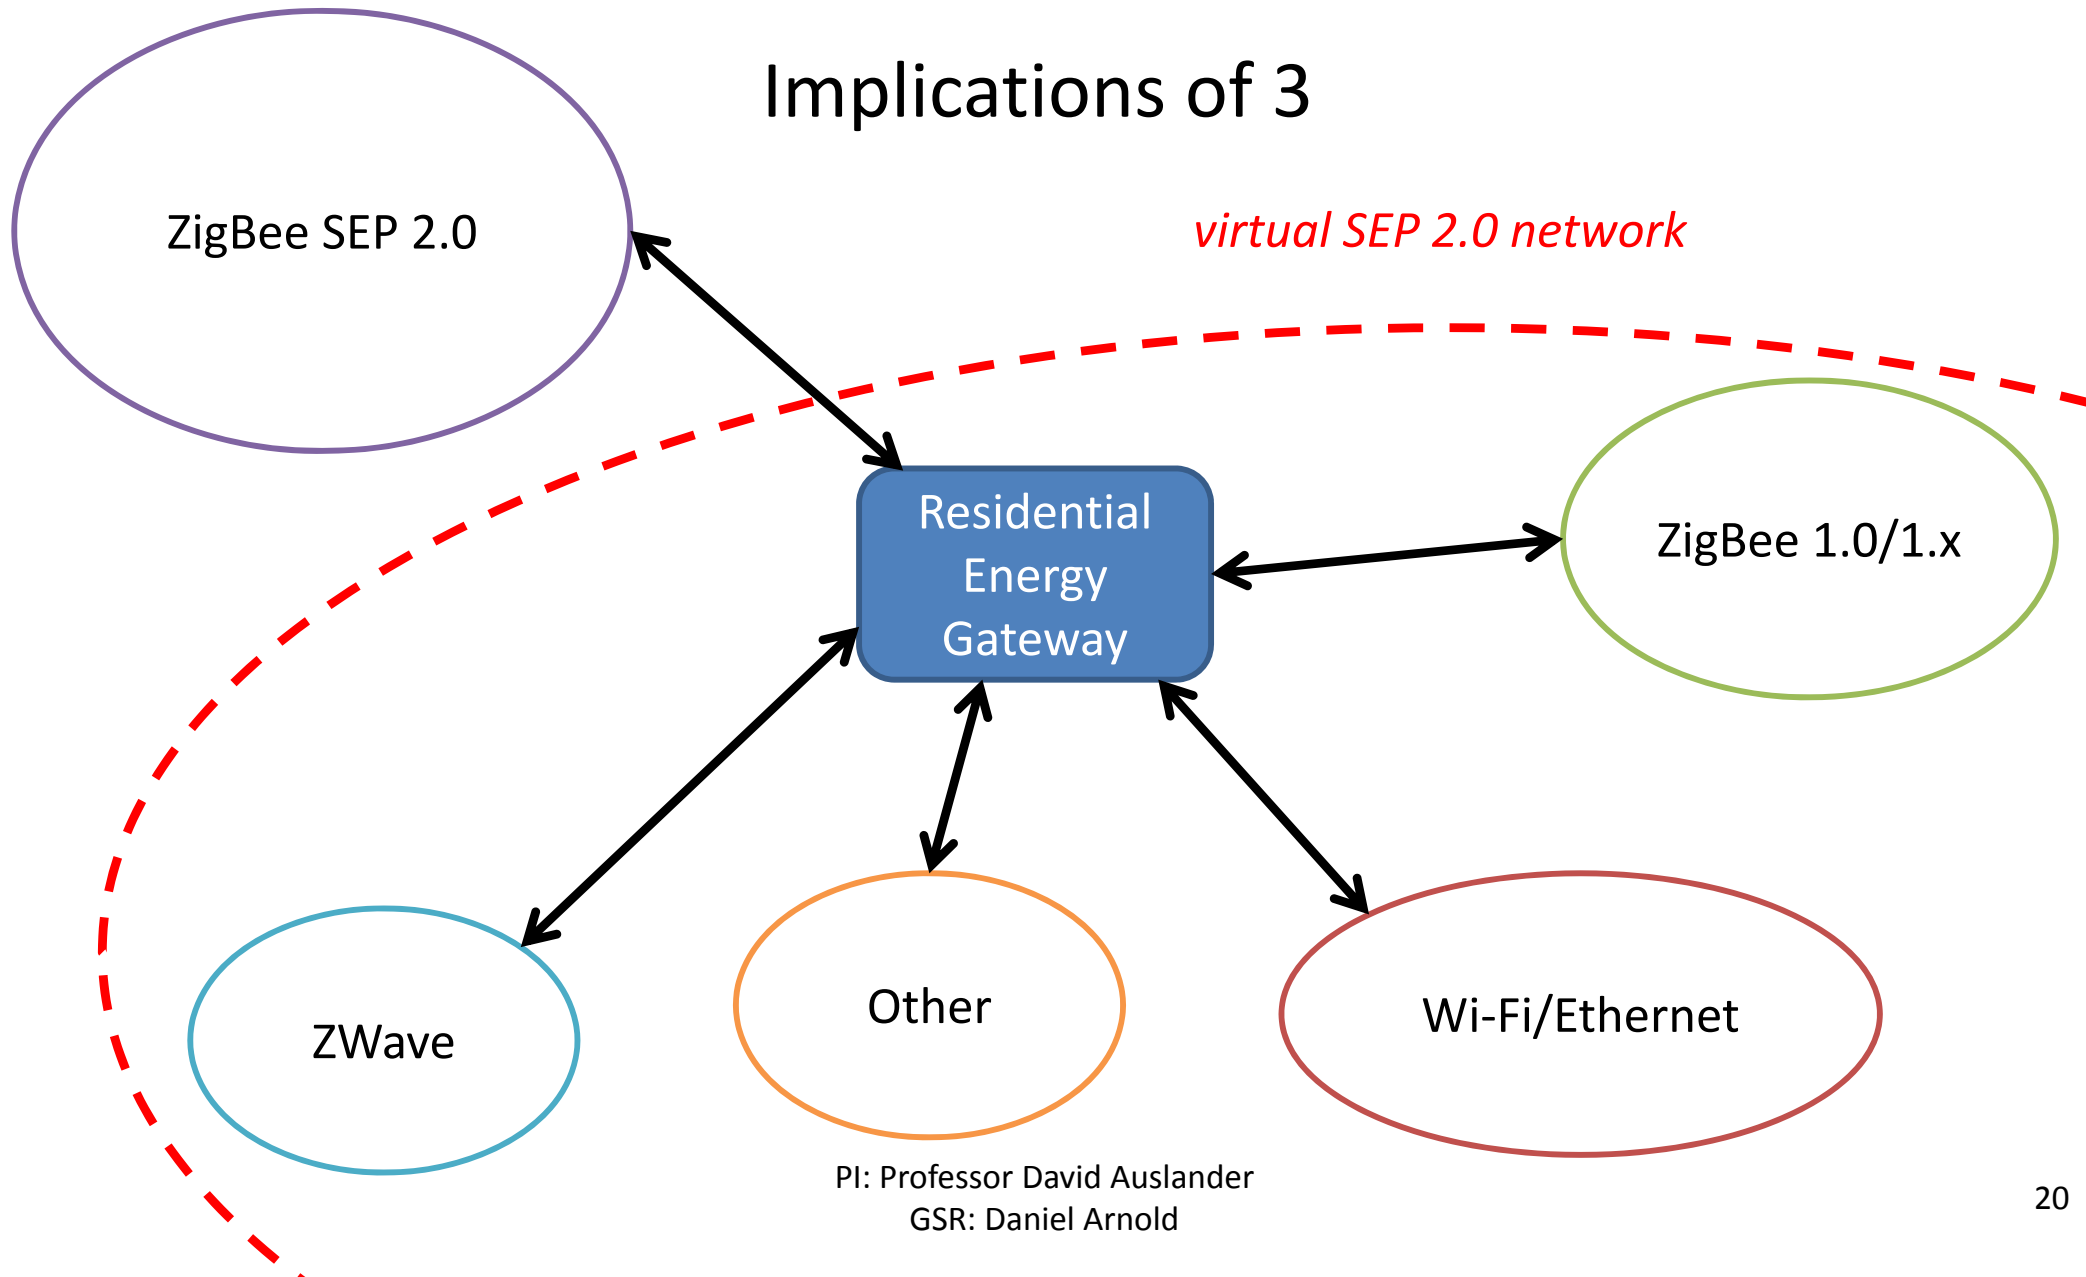 Implications of 3
ZigBee SEP 2.0
virtual SEP 2.0 network
Residential
Energy
Gateway
ZigBee 1.0/1.x
ZWave
Other
Wi-Fi/Ethernet
PI: Professor David Auslander
GSR: Daniel Arnold
20